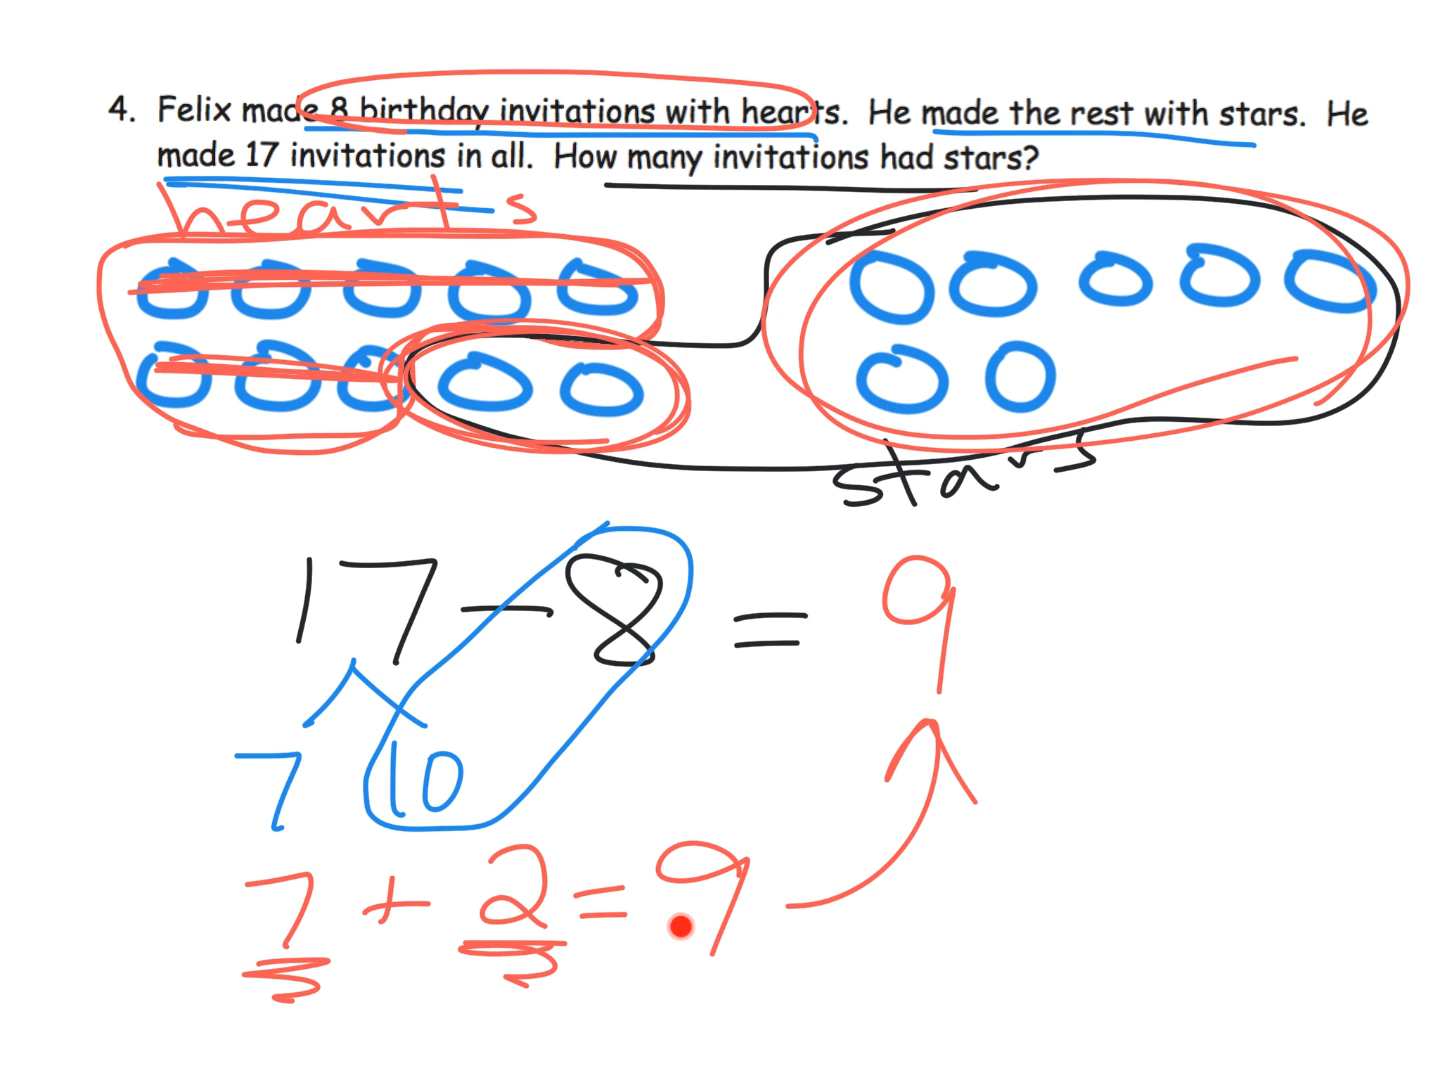 4. Felix made 8 birthday invitations with hearts. He made the rest with stars. He
made 17 invitations in all. How many invitations had stars?
hearts
stars
17 - 8 = 9
7 10
7 + 2 = 9